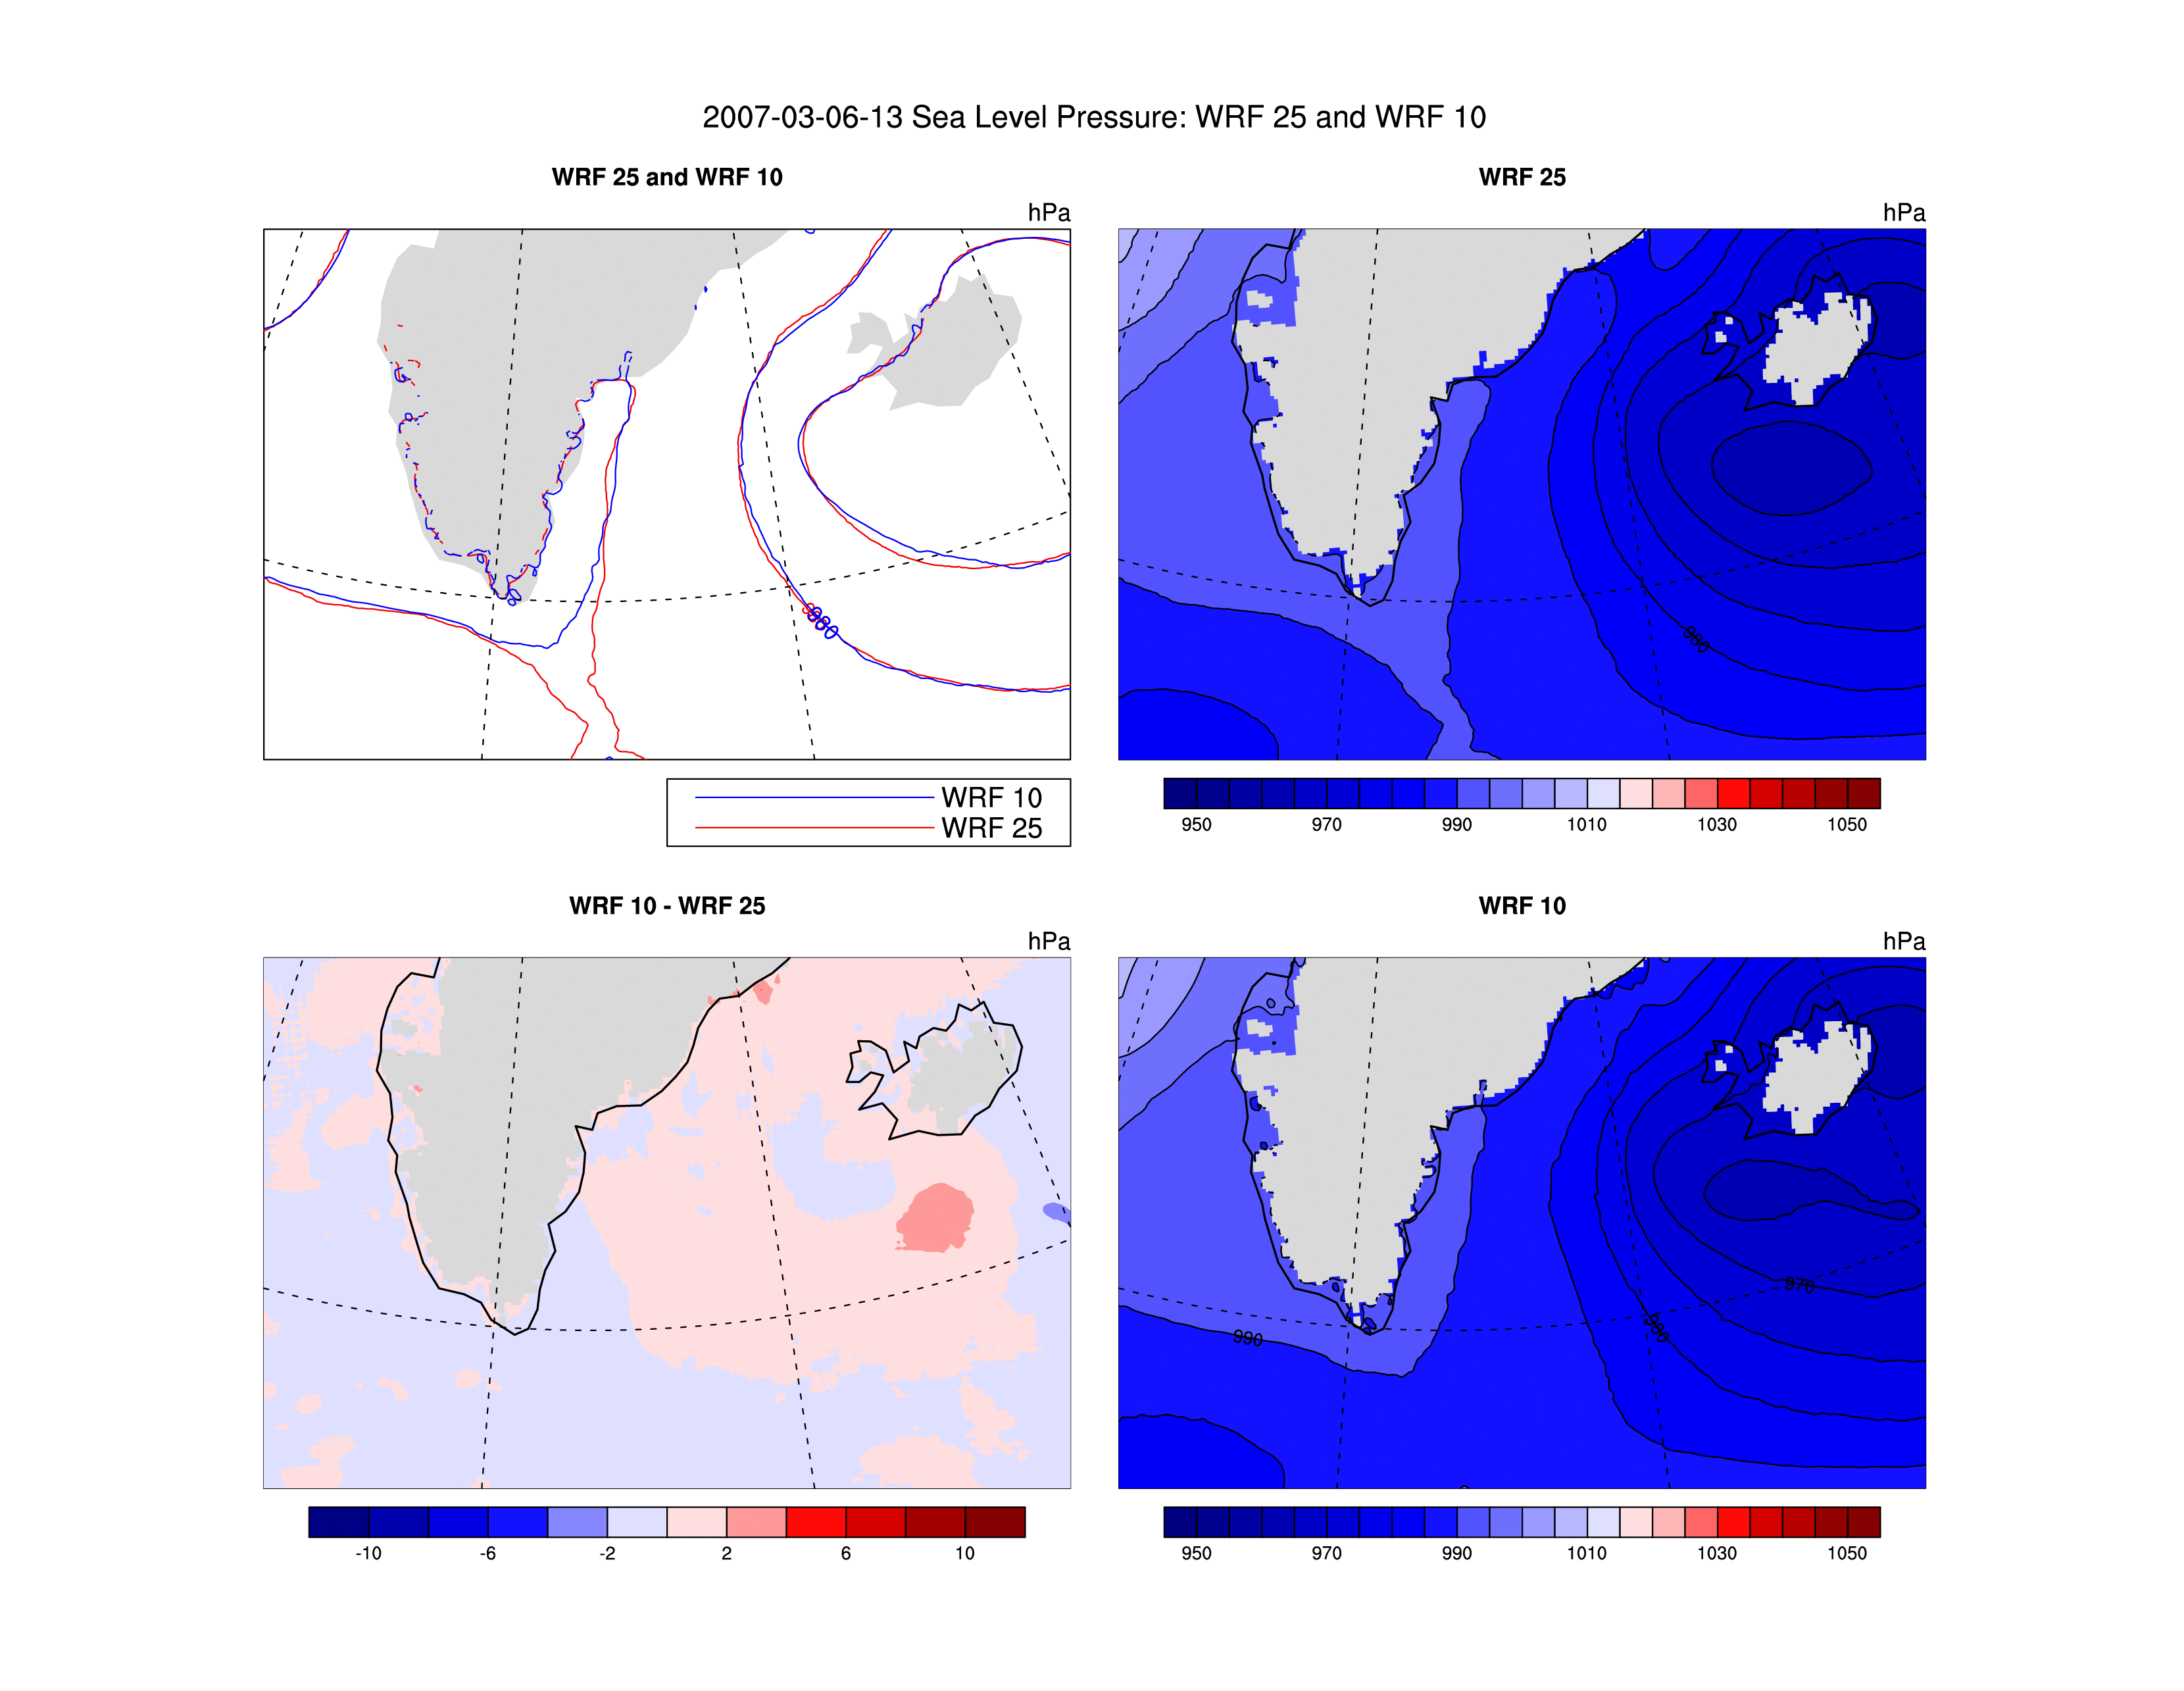 2007-03-06-13 Sea Level Pressure: WRF 25 and WRF 10
WRF 25 and WRF 10
hPa
980
980
WRF 10
WRF 25
WRF 25
hPa
980
950 970 990 1010 1030 1050
WRF 10 - WRF 25
hPa
-10 -6 -2 2 6 10
WRF 10
hPa
970
980
990
950 970 990 1010 1030 1050